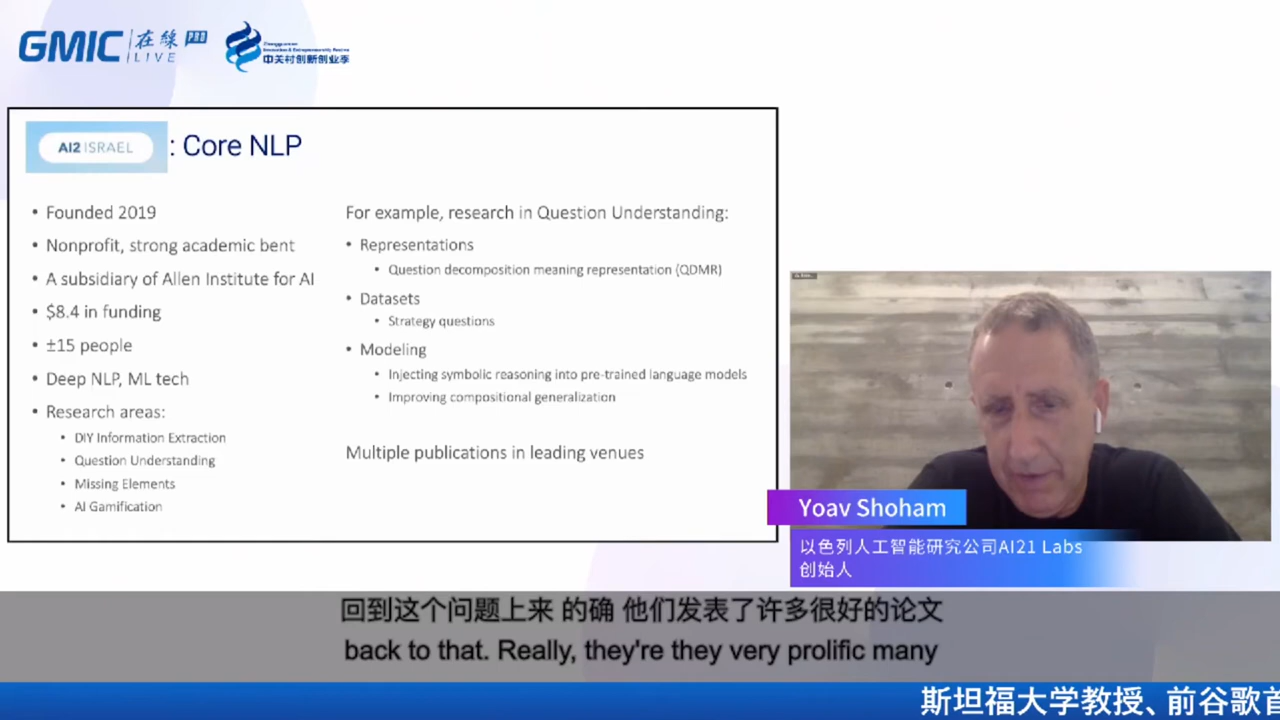 GMIC 在線 PRO
LIVE
Innovation & Entrepreneurship Season
中关村创新创业季
AI2 ISRAEL : Core NLP
• Founded 2019
• Nonprofit, strong academic bent
• A subsidiary of Allen Institute for AI
• $8.4 in funding
• ±15 people
• Deep NLP, ML tech
• Research areas:
• DIY Information Extraction
• Question Understanding
• Missing Elements
• AI Gamification
For example, research in Question Understanding:
• Representations
• Question decomposition meaning representation (QDMR)
• Datasets
• Strategy questions
• Modeling
• Injecting symbolic reasoning into pre-trained language models
• Improving compositional generalization
Multiple publications in leading venues
Yoav Shoham
以色列人工智能研究公司AI21 Labs
创始人
回到这个问题上来 的确 他们发表了许多很好的论文
back to that. Really, they're they very prolific many
斯坦福大学教授、前谷歌首